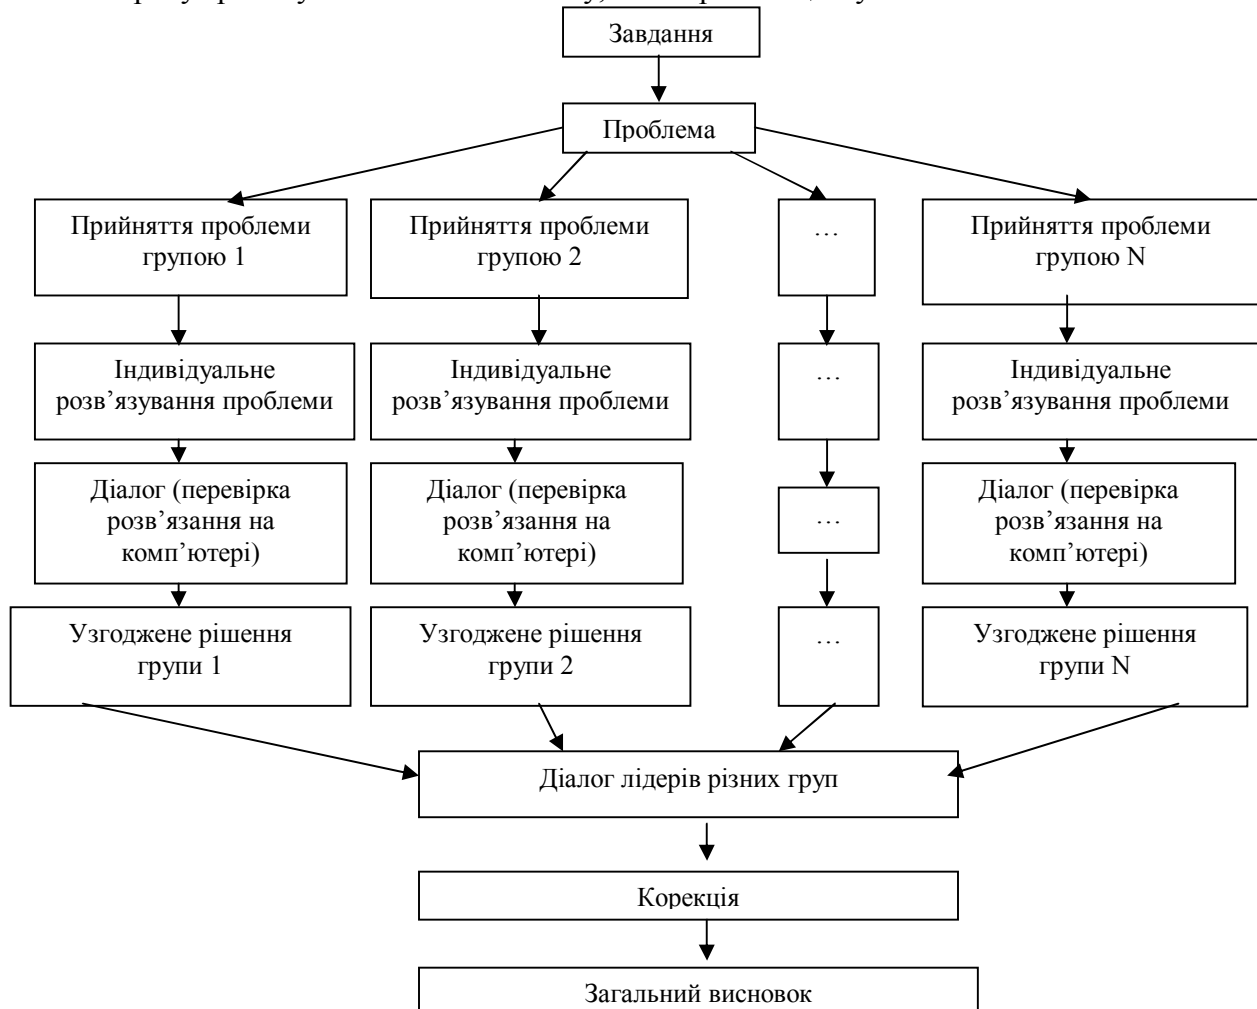 Завдання
Проблема
Прийняття проблеми
групою 1
Прийняття проблеми
групою 2
…
Прийняття проблеми
групою N
Індивідуальне
розв’язування проблеми
Індивідуальне
розв’язування проблеми
…
Індивідуальне
розв’язування проблеми
Діалог (перевірка
розв’язання на
комп’ютері)
Діалог (перевірка
розв’язання на
комп’ютері)
…
Діалог (перевірка
розв’язання на
комп’ютері)
Узгоджене рішення
групи 1
Узгоджене рішення
групи 2
…
Узгоджене рішення
групи N
Діалог лідерів різних груп
Корекція
Загальний висновок